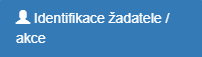 Identifikace žadatele /
akce